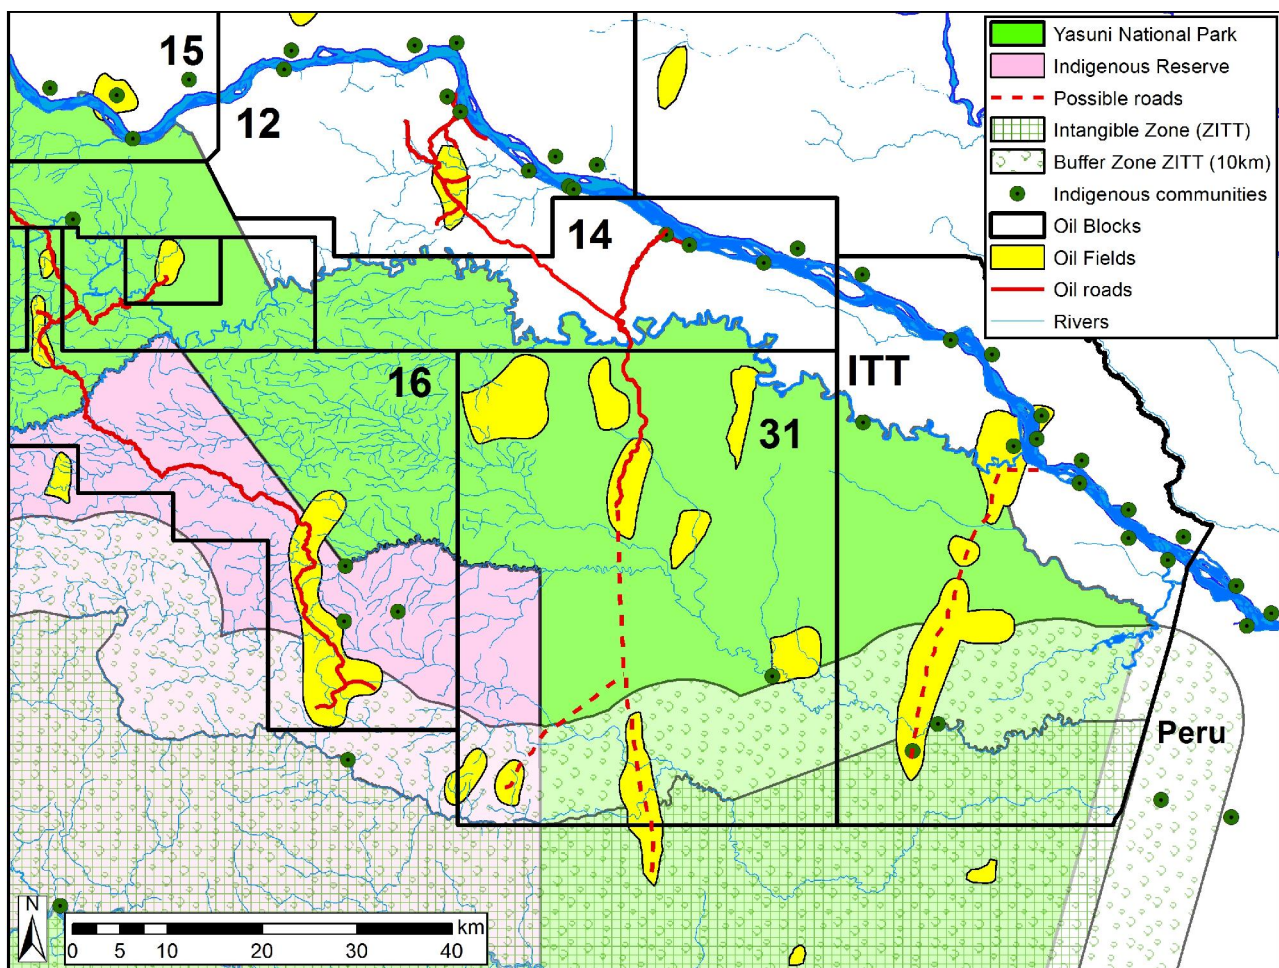 15
12
14
16
31
ITT
Peru
Yasuni National Park
Indigenous Reserve
Possible roads
Intangible Zone (ZITT)
Buffer Zone ZITT (10km)
Indigenous communities
Oil Blocks
Oil Fields
Oil roads
Rivers
N
km
0 5 10 20 30 40